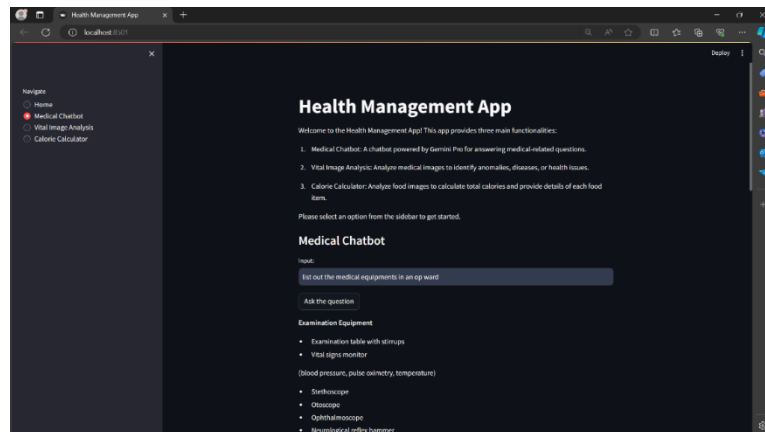 Health Management App
localhost:8501
Deploy
Navigate
Home
Medical Chatbot
Vital Image Analysis
Calorie Calculator
Health Management App
Welcome to the Health Management App! This app provides three main functionalities:
1. Medical Chatbot: A chatbot powered by Gemini Pro for answering medical-related questions.
2. Vital Image Analysis: Analyze medical images to identify anomalies, diseases, or health issues.
3. Calorie Calculator: Analyze food images to calculate total calories and provide details of each food
item.
Please select an option from the sidebar to get started.
Medical Chatbot
Input:
list out the medical equipments in an op ward
Ask the question
Examination Equipment
• Examination table with stirrups
• Vital signs monitor
(blood pressure, pulse oximetry, temperature)
• Stethoscope
• Otoscope
• Ophthalmoscope
• Neurological reflex hammer